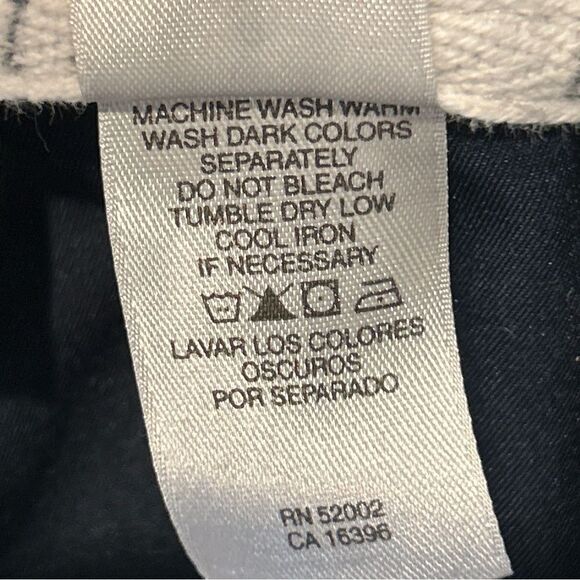 MACHINE WASH WARM
WASH DARK COLORS
SEPARATELY
DO NOT BLEACH
TUMBLE DRY LOW
COOL IRON
IF NECESSARY
LAVAR LOS COLORES
OSCUROS
POR SEPARADO
RN 52002
CA 16396